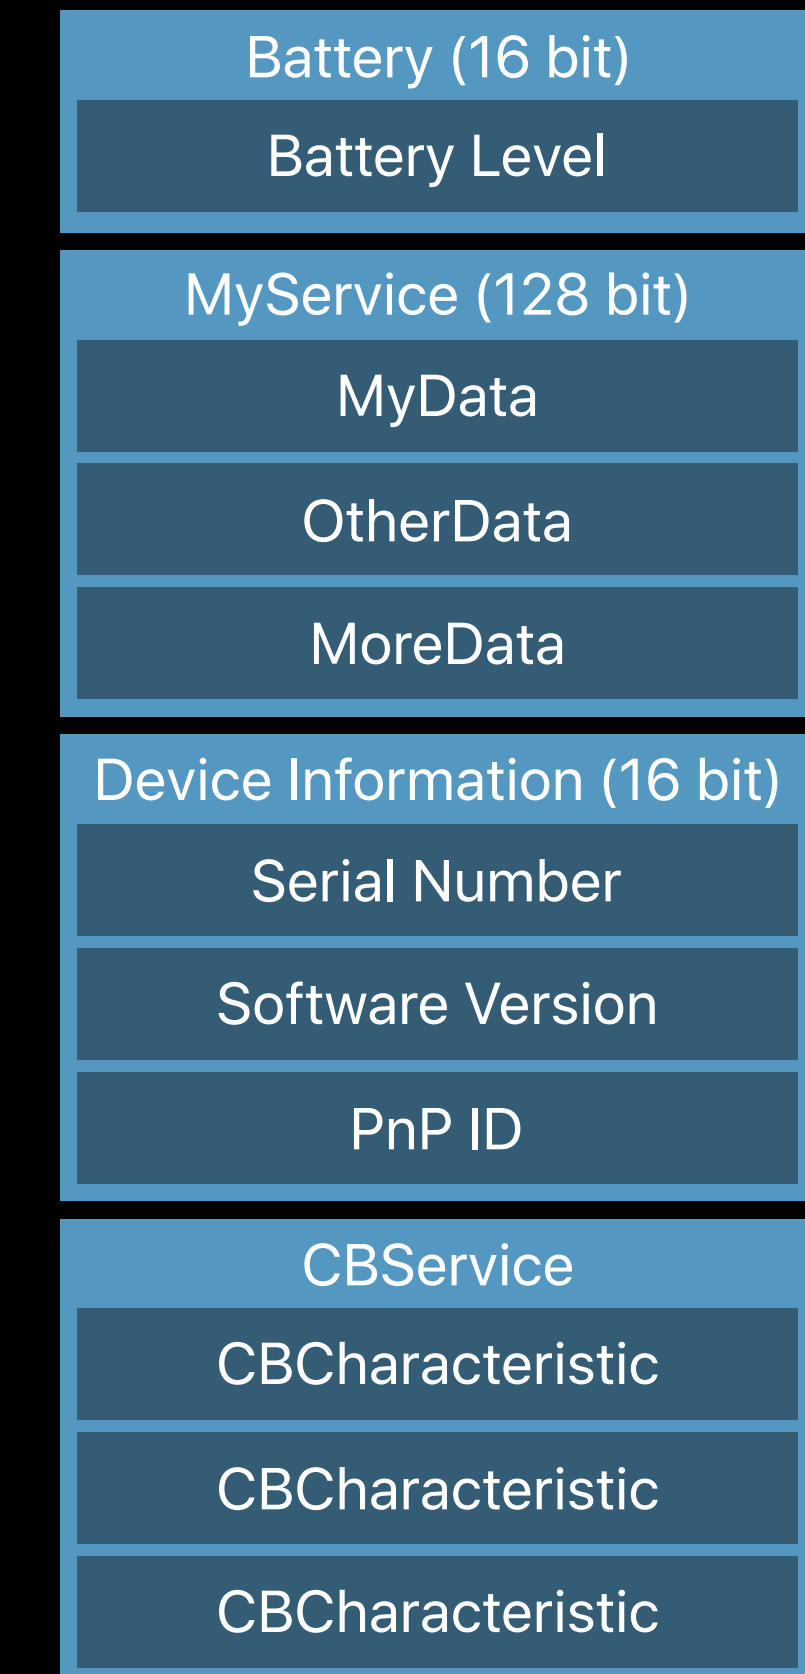 Battery (16 bit)
Battery Level
MyService (128 bit)
MyData
OtherData
MoreData
Device Information (16 bit)
Serial Number
Software Version
PnP ID
CBService
CBCharacteristic
CBCharacteristic
CBCharacteristic